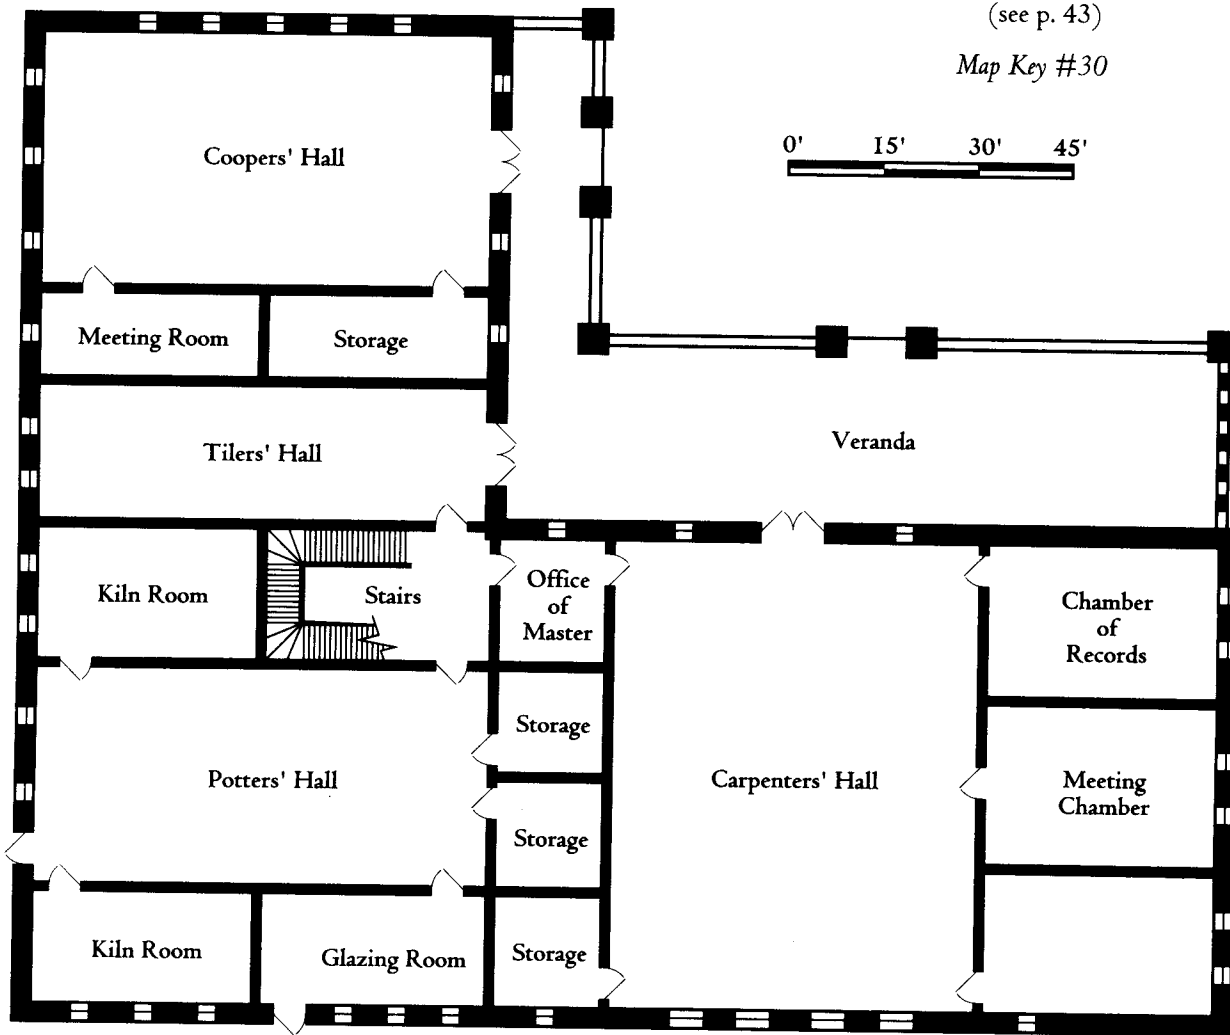 (see p. 43)
Map Key #30
0' 15' 30' 45'
Coopers' Hall
Meeting Room
Storage
Tilers' Hall
Veranda
Kiln Room
Stairs
Office
of
Master
Chamber
of
Records
Storage
Potters' Hall
Carpenters' Hall
Meeting
Chamber
Storage
Kiln Room
Glazing Room
Storage